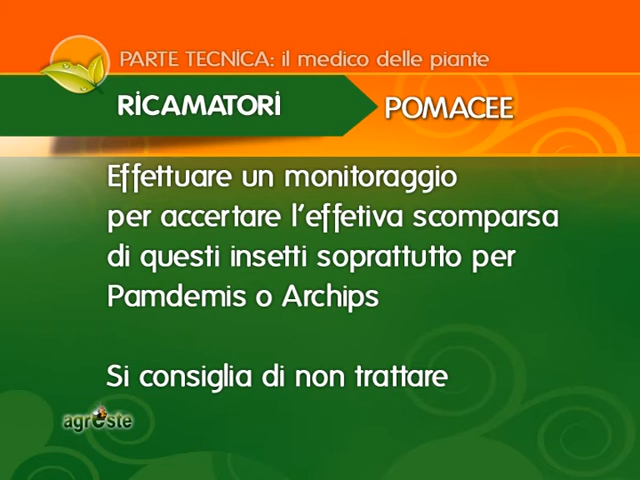 PARTE TECNICA: il medico delle piante
RICAMATORI
POMACEE
Effettuare un monitoraggio
per accertare l'effetiva scomparsa
di questi insetti soprattutto per
Pamdemis o Archips
Si consiglia di non trattare
agreste